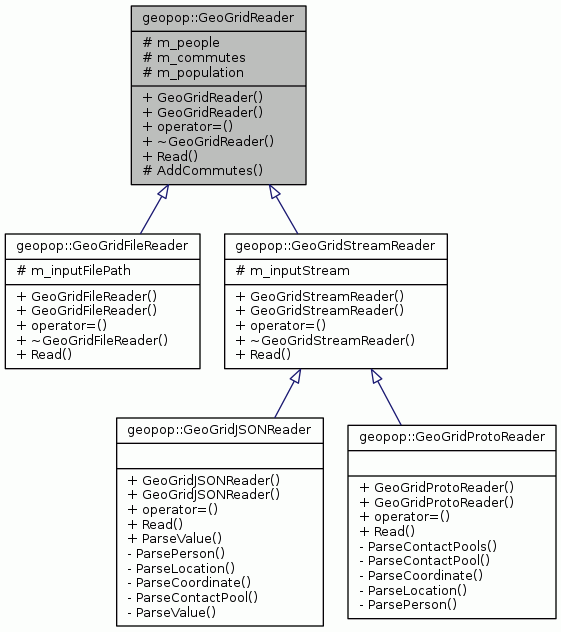 geopop::GeoGridReader
# m_people
# m_commutes
# m_population
+ GeoGridReader()
+ GeoGridReader()
+ operator=()
+ ~GeoGridReader()
+ Read()
# AddCommutes()
geopop::GeoGridFileReader
# m_inputFilePath
+ GeoGridFileReader()
+ GeoGridFileReader()
+ operator=()
+ ~GeoGridFileReader()
+ Read()
geopop::GeoGridStreamReader
# m_inputStream
+ GeoGridStreamReader()
+ GeoGridStreamReader()
+ operator=()
+ ~GeoGridStreamReader()
+ Read()
geopop::GeoGridJSONReader
+ GeoGridJSONReader()
+ GeoGridJSONReader()
+ operator=()
+ Read()
+ ParseValue()
- ParsePerson()
- ParseLocation()
- ParseCoordinate()
- ParseContactPool()
- ParseValue()
geopop::GeoGridProtoReader
+ GeoGridProtoReader()
+ GeoGridProtoReader()
+ operator=()
+ Read()
- ParseContactPools()
- ParseContactPool()
- ParseCoordinate()
- ParseLocation()
- ParsePerson()